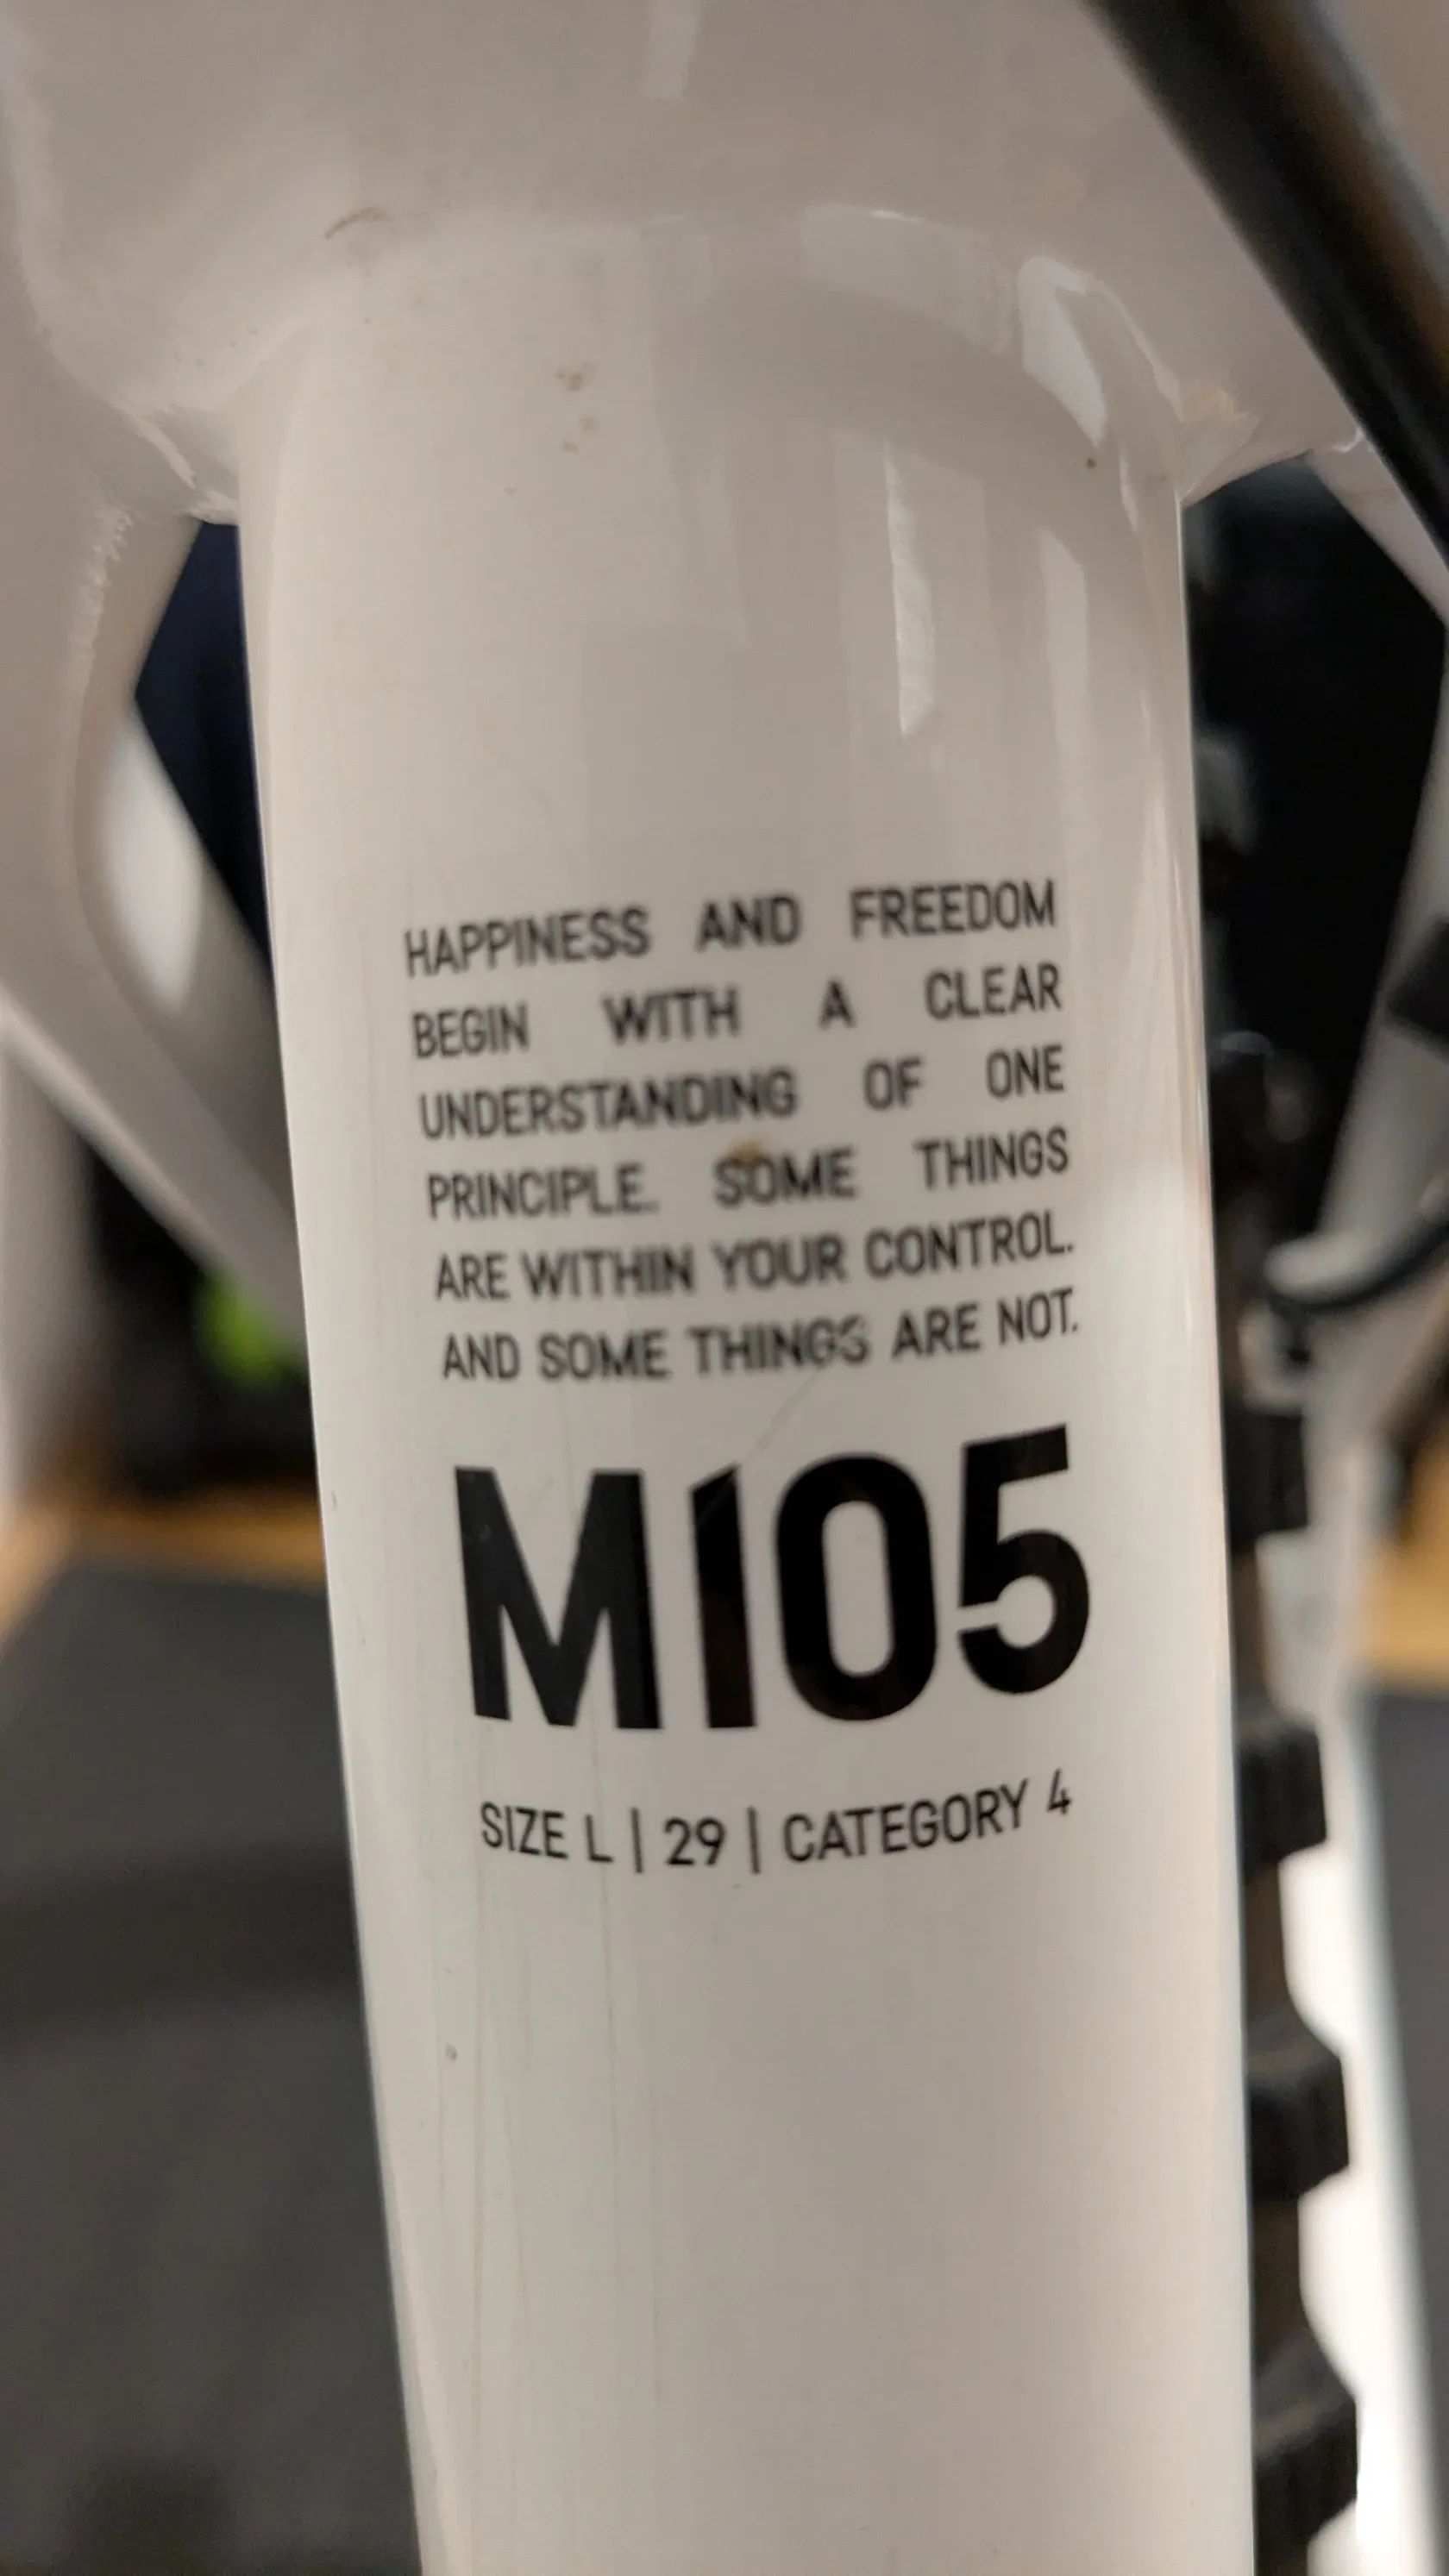 HAPPINESS AND FREEDOM
BEGIN WITH A CLEAR
UNDERSTANDING OF ONE
PRINCIPLE. SOME THINGS
ARE WITHIN YOUR CONTROL.
AND SOME THINGS ARE NOT.
M105
SIZE L | 29 | CATEGORY 4